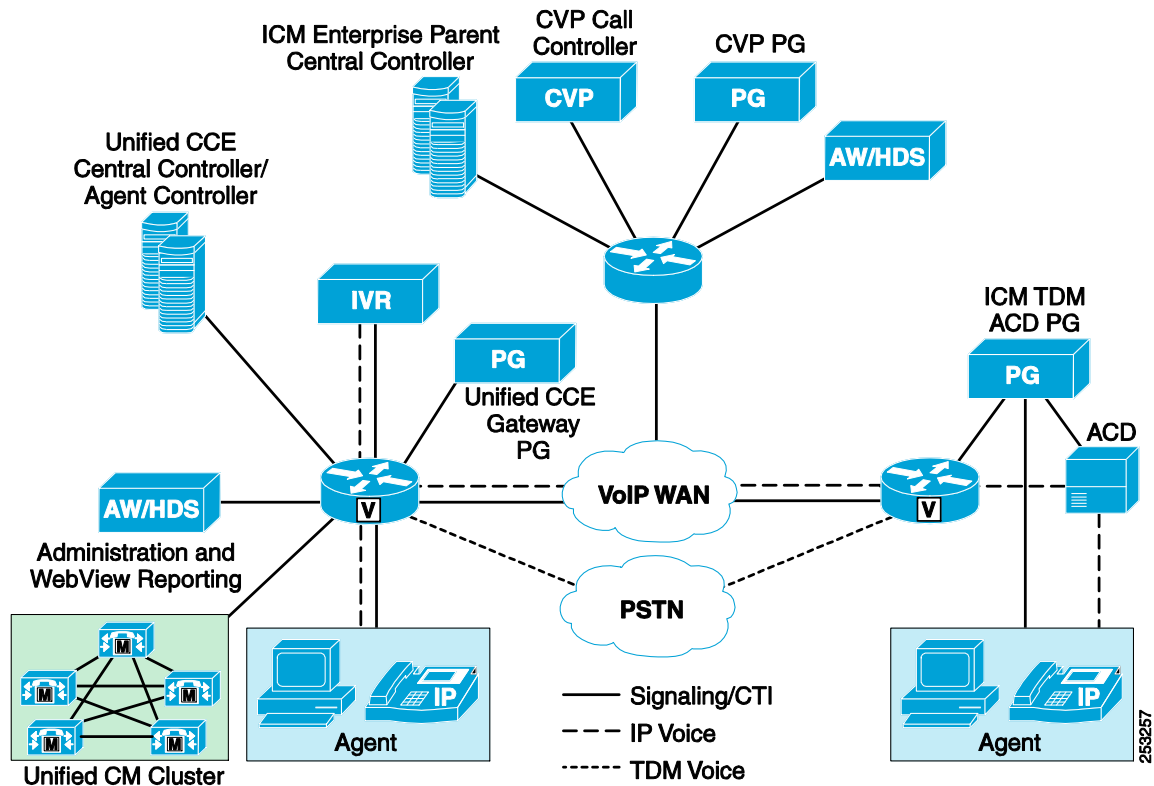 CVP Call
Controller
ICM Enterprise Parent
Central Controller
CVP PG
CVP
PG
AW/HDS
Unified CCE
Central Controller/
Agent Controller
IVR
PG
Unified CCE
Gateway
PG
ICM TDM
ACD PG
PG
ACD
AW/HDS
Administration and
WebView Reporting
V
VoIP WAN
V
PSTN
M
M
M
M
M
Unified CM Cluster
IP
Agent
Signaling/CTI
IP Voice
TDM Voice
IP
Agent
253257